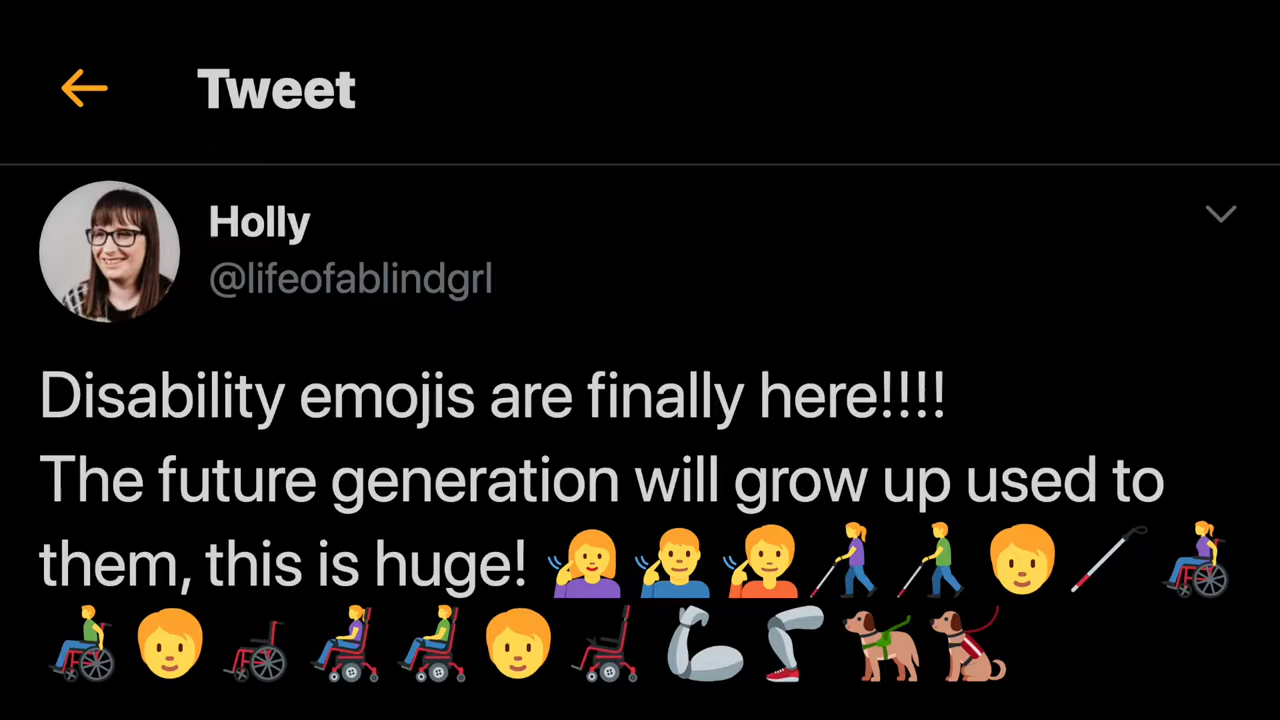 Tweet
Holly
@lifeofablindgrl
Disability emojis are finally here!!!!
The future generation will grow up used to
them, this is huge! 🧏‍♀️🧏‍♂️🧏👩‍🦯👨‍🦯🧑🦯👩‍🦽
👨‍🦽🧑🦽👩‍🦼👨‍🦼🧑🦼🦾🦿🦮🐕‍🦺